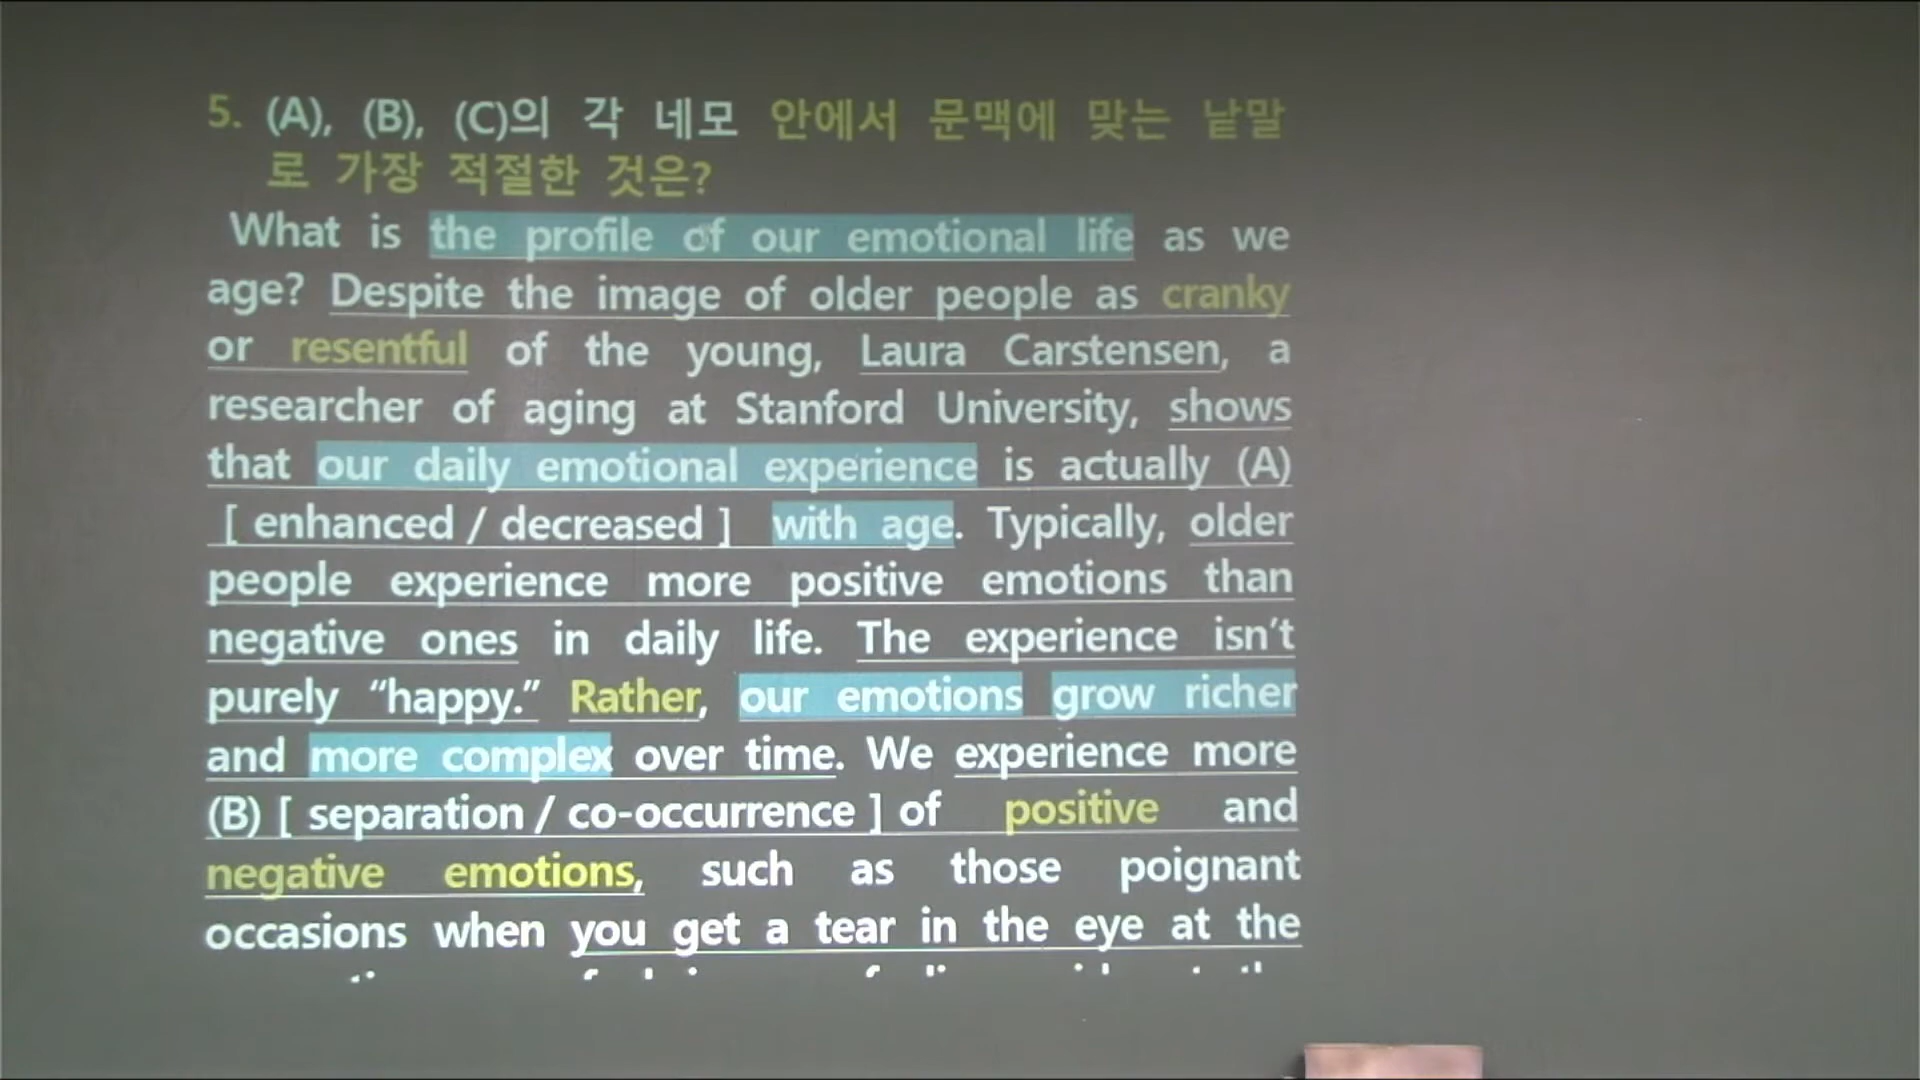 5. (A), (B), (C)의 각 네모 안에서 문맥에 맞는 낱말
로 가장 적절한 것은?
What is the profile of our emotional life as we
age? Despite the image of older people as cranky
or resentful of the young, Laura Carstensen, a
researcher of aging at Stanford University, shows
that our daily emotional experience is actually (A)
[ enhanced / decreased ] with age. Typically, older
people experience more positive emotions than
negative ones in daily life. The experience isn’t
purely “happy.” Rather, our emotions grow richer
and more complex over time. We experience more
(B) [ separation / co-occurrence ] of positive and
negative emotions, such as those poignant
occasions when you get a tear in the eye at the